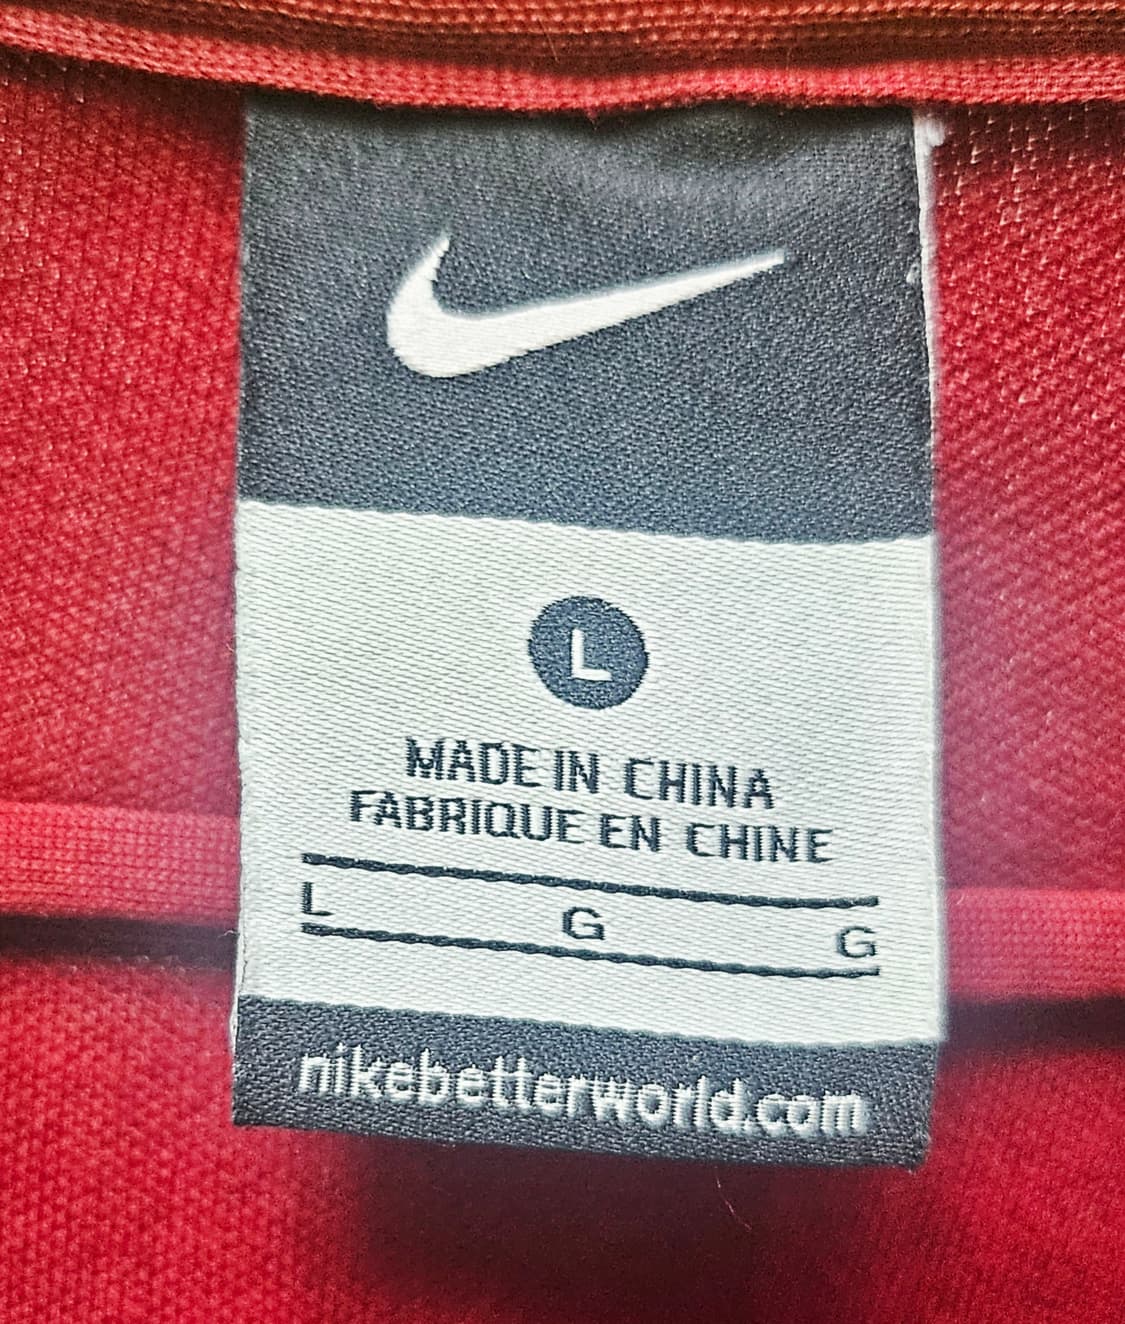 L
MADE IN CHINA
FABRIQUE EN CHINE
L G G
nikebetterworld.com